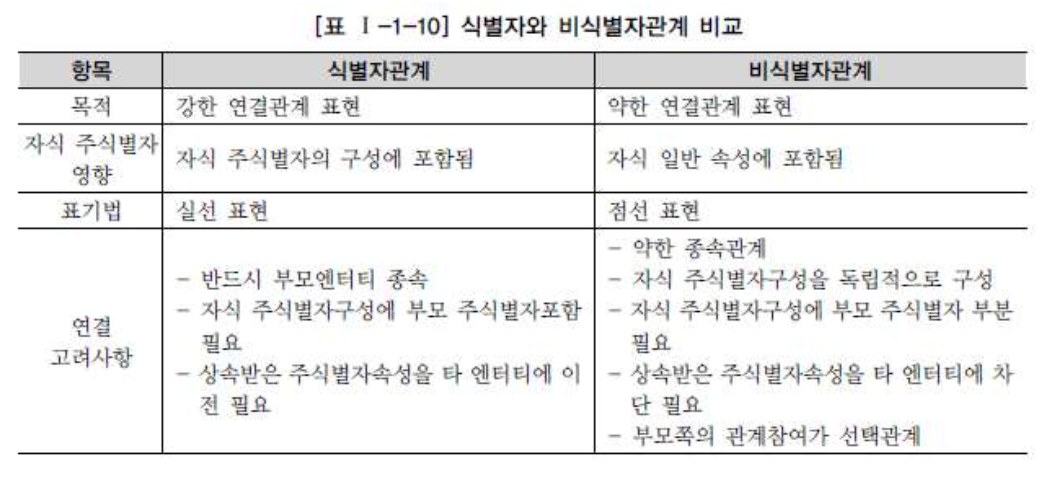 [표 Ⅰ-1-10] 식별자와 비식별자관계 비교
항목 식별자관계 비식별자관계
목적 강한 연결관계 표현 약한 연결관계 표현
자식 주식별자
영향
자식 주식별자의 구성에 포함됨 자식 일반 속성에 포함됨
표기법 실선 표현 점선 표현
연결
고려사항
- 반드시 부모엔터티 종속
- 자식 주식별자구성에 부모 주식별자포함
필요
- 상속받은 주식별자속성을 타 엔터티에 이
전 필요
- 약한 종속관계
- 자식 주식별자구성을 독립적으로 구성
- 자식 주식별자구성에 부모 주식별자 부분
필요
- 상속받은 주식별자속성을 타 엔터티에 차
단 필요
- 부모쪽의 관계참여가 선택관계